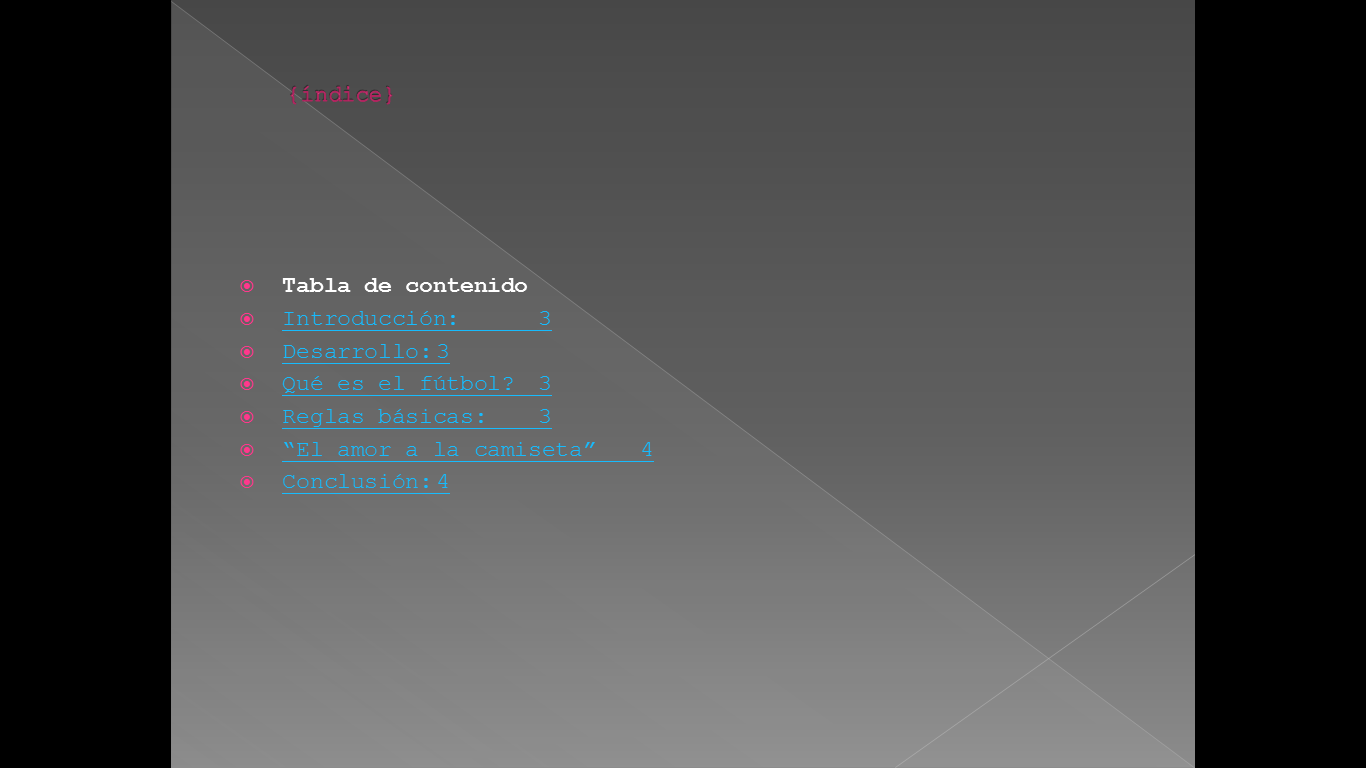 {índice}
Tabla de contenido
Introducción: 3
Desarrollo: 3
Qué es el fútbol? 3
Reglas básicas: 3
“El amor a la camiseta” 4
Conclusión: 4